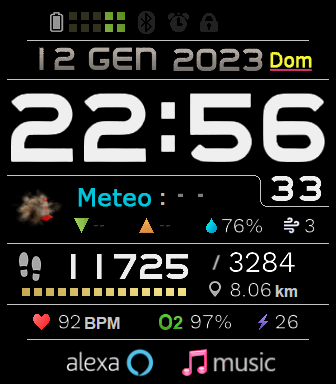 12 GEN 2023 Dom
22:56
33
Meteo : - -
-- -- 76% 3
11725 / 3284
8.06 km
92 BPM O2 97% 26
alexa music